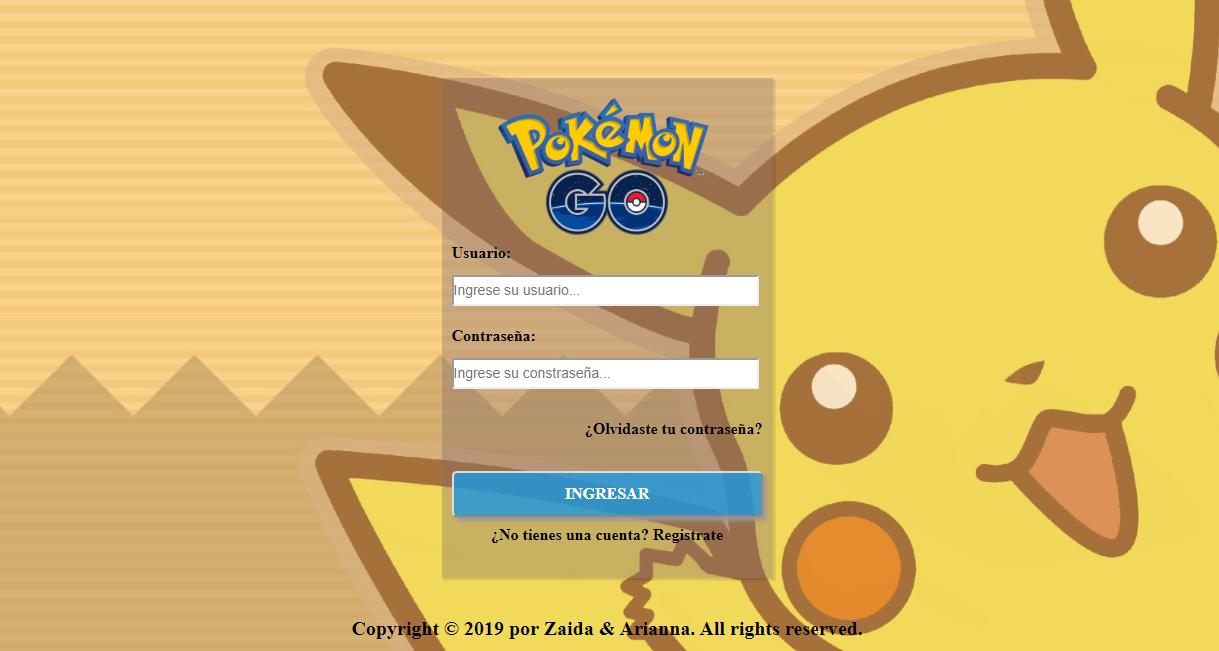 POKéMON
GO
Usuario:
Ingrese su usuario...
Contraseña:
Ingrese su constraseña...
¿Olvidaste tu contraseña?
INGRESAR
¿No tienes una cuenta? Registrate
Copyright © 2019 por Zaida & Arianna. All rights reserved.